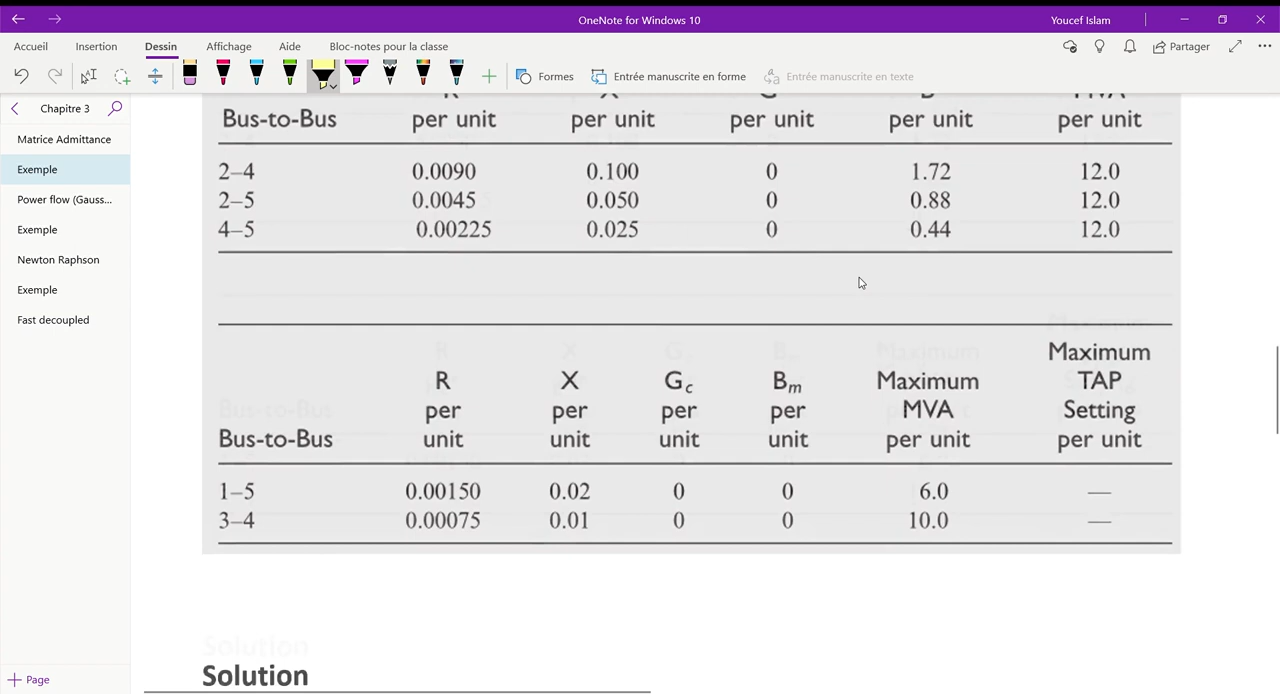 OneNote for Windows 10
Youcef Islam
Accueil Insertion Dessin Affichage Aide Bloc-notes pour la classe Partager
Formes Entrée manuscrite en forme Entrée manuscrite en texte
Chapitre 3
Matrice Admittance
Exemple
Power flow (Gauss...
Exemple
Newton Raphson
Exemple
Fast decoupled
Page
Bus-to-Bus per unit per unit per unit per unit per unit
2–4 0.0090 0.100 0 1.72 12.0
2–5 0.0045 0.050 0 0.88 12.0
4–5 0.00225 0.025 0 0.44 12.0
Maximum
R X Gc Bm Maximum TAP
per per per per MVA Setting
Bus-to-Bus unit unit unit unit per unit per unit
1–5 0.00150 0.02 0 0 6.0 —
3–4 0.00075 0.01 0 0 10.0 —
Solution